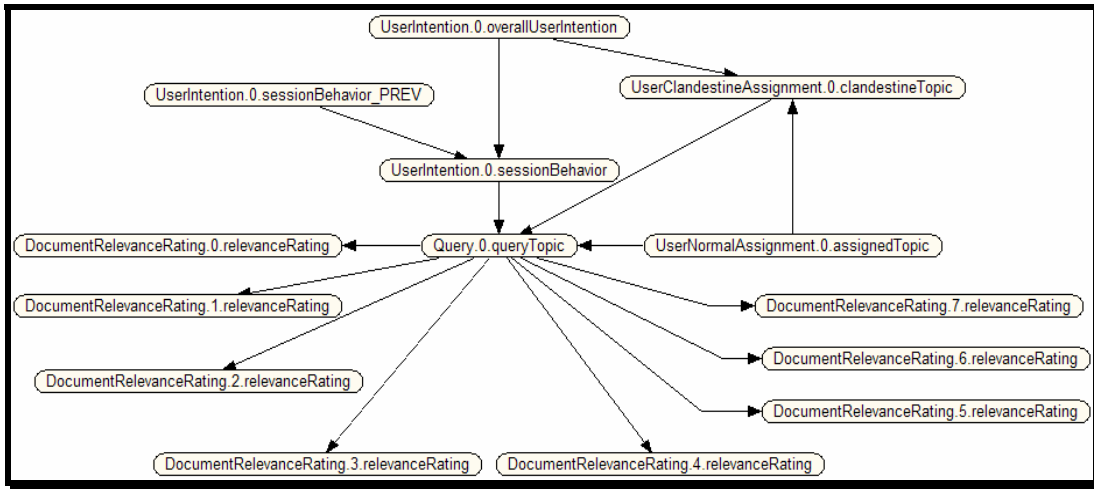 UserIntention.0.overallUserIntention
UserClandestineAssignment.0.clandestineTopic
UserIntention.0.sessionBehavior_PREV
UserIntention.0.sessionBehavior
DocumentRelevanceRating.0.relevanceRating
Query.0.queryTopic
UserNormalAssignment.0.assignedTopic
DocumentRelevanceRating.1.relevanceRating
DocumentRelevanceRating.7.relevanceRating
DocumentRelevanceRating.6.relevanceRating
DocumentRelevanceRating.2.relevanceRating
DocumentRelevanceRating.5.relevanceRating
DocumentRelevanceRating.3.relevanceRating
DocumentRelevanceRating.4.relevanceRating